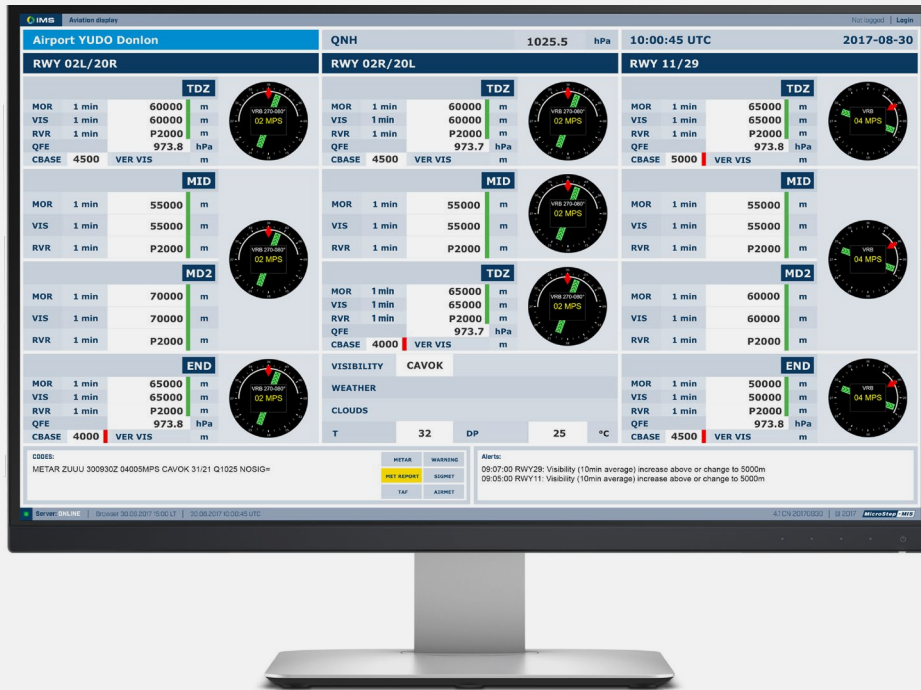 IMS Aviation display Not logged | Login
Airport YUDO Donlon QNH 1025.5 hPa 10:00:45 UTC 2017-08-30
RWY 02L/20R RWY 02R/20L RWY 11/29
TDZ TDZ TDZ
MOR 1 min 60000 m MOR 1 min 60000 m MOR 1 min 65000 m
VIS 1 min 60000 m VIS 1 min 60000 m VIS 1 min 65000 m
RVR 1 min P2000 m RVR 1 min P2000 m RVR 1 min P2000 m
QFE 973.8 hPa QFE 973.7 hPa QFE 973.8 hPa
CBASE 4500 VER VIS m CBASE 4500 VER VIS m CBASE 5000 VER VIS m
VRB 270-080° 02 MPS VRB 270-080° 02 MPS VRB 04 MPS
MID MID MID
MOR 1 min 55000 m MOR 1 min 55000 m MOR 1 min 55000 m
VIS 1 min 55000 m VIS 1 min 55000 m VIS 1 min 55000 m
RVR 1 min P2000 m RVR 1 min P2000 m RVR 1 min P2000 m
VRB 270-080° 02 MPS VRB 270-080° 02 MPS VRB 04 MPS
MD2 TDZ MD2
MOR 1 min 70000 m MOR 1 min 65000 m MOR 1 min 60000 m
VIS 1 min 70000 m VIS 1 min 65000 m VIS 1 min 60000 m
RVR 1 min P2000 m RVR 1 min P2000 m RVR 1 min P2000 m
QFE 973.7 hPa
CBASE 4000 VER VIS m
VRB 270-080° 02 MPS
END VISIBILITY CAVOK END
MOR 1 min 65000 m WEATHER MOR 1 min 50000 m
VIS 1 min 65000 m VIS 1 min 50000 m
RVR 1 min P2000 m CLOUDS RVR 1 min P2000 m
QFE 973.8 hPa QFE 973.8 hPa
CBASE 4000 VER VIS m T 32 DP 25 °C CBASE 4500 VER VIS m
VRB 270-080° 02 MPS VRB 04 MPS
CODES:
METAR ZUUU 300930Z 04005MPS CAVOK 31/21 Q1025 NOSIG=
METAR WARNING
MET REPORT SIGMET
TAF AIRMET
Alerts:
09:07:00 RWY29: Visibility (10min average) increase above or change to 5000m
09:05:00 RWY11: Visibility (10min average) increase above or change to 5000m
Server: ONLINE | Browser 30.08.2017 15:00 LT | 30.08.2017 10:00:45 UTC | © 2017 MicroStep-MIS